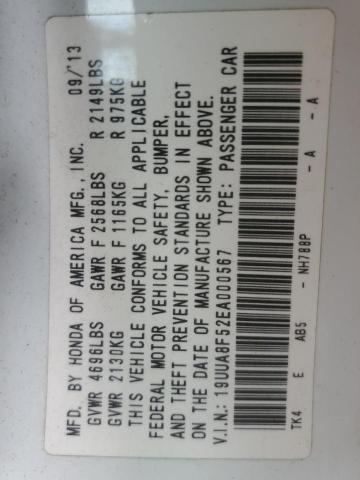 MFD. BY HONDA OF AMERICA MFG., INC. 09/'13
GVWR 4696LBS GAWR F 2568LBS R 2149LBS
GVWR 2130KG GAWR F 1165KG R 975KG
THIS VEHICLE CONFORMS TO ALL APPLICABLE
FEDERAL MOTOR VEHICLE SAFETY, BUMPER,
AND THEFT PREVENTION STANDARDS IN EFFECT
ON THE DATE OF MANUFACTURE SHOWN ABOVE.
V.I.N.: 19UUA8F52EA000567 TYPE: PASSENGER CAR
TK4 E AB5 - NH788P - A - A